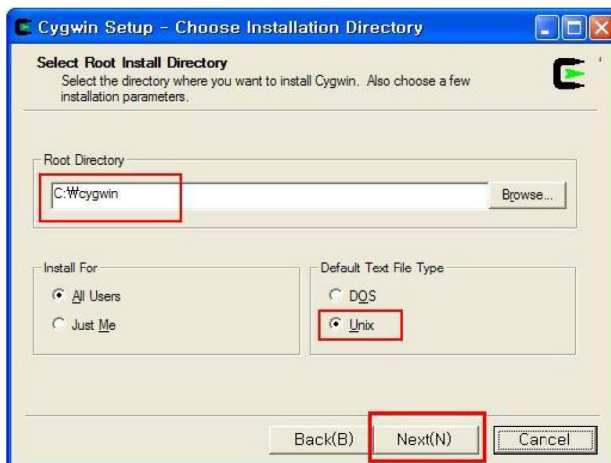 Cygwin Setup - Choose Installation Directory
Select Root Install Directory
Select the directory where you want to install Cygwin. Also choose a few
installation parameters.
Root Directory
C:₩cygwin
Browse...
Install For
All Users
Just Me
Default Text File Type
DOS
Unix
Back(B)
Next(N)
Cancel